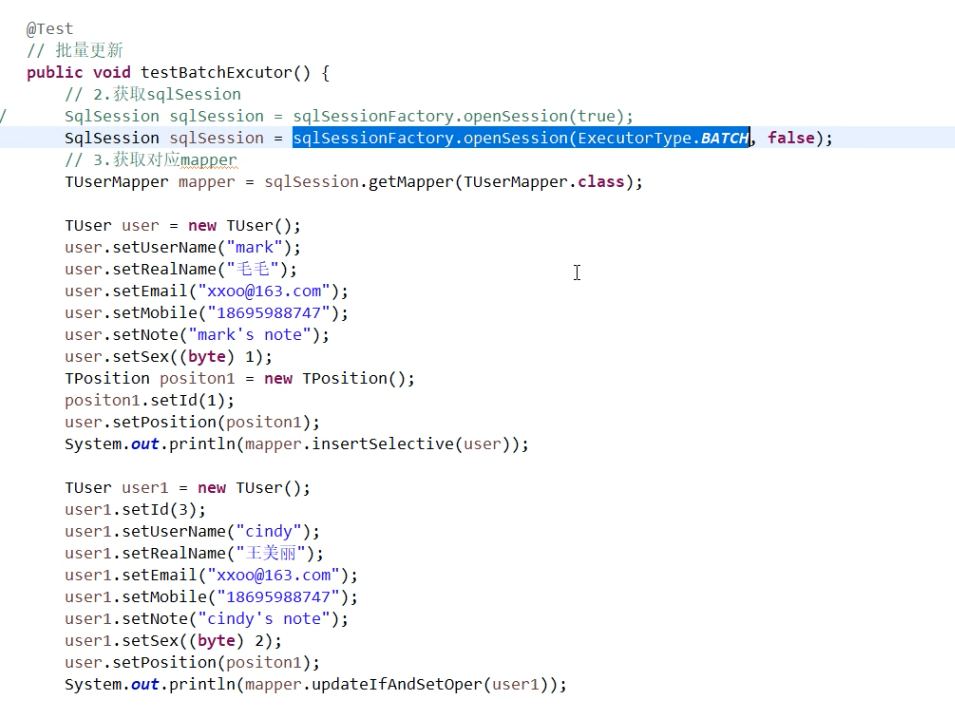 @Test
// 批量更新
public void testBatchExcutor() {
// 2.获取sqlSession
/ SqlSession sqlSession = sqlSessionFactory.openSession(true);
SqlSession sqlSession = sqlSessionFactory.openSession(ExecutorType.BATCH, false);
// 3.获取对应mapper
TUserMapper mapper = sqlSession.getMapper(TUserMapper.class);
TUser user = new TUser();
user.setUserName("mark");
user.setRealName("毛毛");
user.setEmail("xxoo@163.com");
user.setMobile("18695988747");
user.setNote("mark's note");
user.setSex((byte) 1);
TPosition positon1 = new TPosition();
positon1.setId(1);
user.setPosition(positon1);
System.out.println(mapper.insertSelective(user));
TUser user1 = new TUser();
user1.setId(3);
user1.setUserName("cindy");
user1.setRealName("王美丽");
user1.setEmail("xxoo@163.com");
user1.setMobile("18695988747");
user1.setNote("cindy's note");
user1.setSex((byte) 2);
user.setPosition(positon1);
System.out.println(mapper.updateIfAndSetOper(user1));